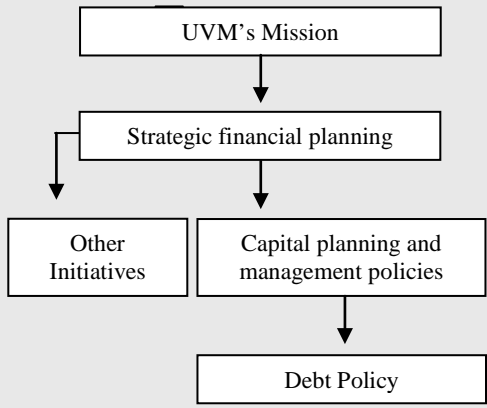 UVM’s Mission
Strategic financial planning
Other
Initiatives
Capital planning and
management policies
Debt Policy